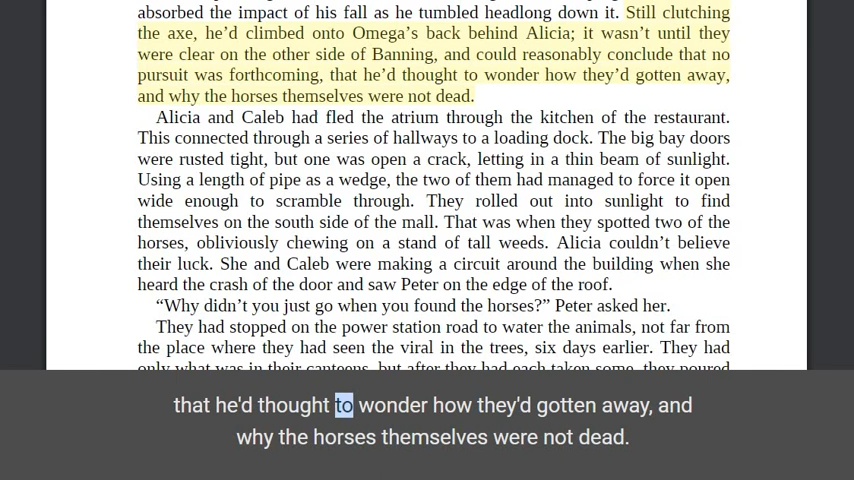 absorbed the impact of his fall as he tumbled headlong down it. Still clutching
the axe, he’d climbed onto Omega’s back behind Alicia; it wasn’t until they
were clear on the other side of Banning, and could reasonably conclude that no
pursuit was forthcoming, that he’d thought to wonder how they’d gotten away,
and why the horses themselves were not dead.
Alicia and Caleb had fled the atrium through the kitchen of the restaurant.
This connected through a series of hallways to a loading dock. The big bay doors
were rusted tight, but one was open a crack, letting in a thin beam of sunlight.
Using a length of pipe as a wedge, the two of them had managed to force it open
wide enough to scramble through. They rolled out into sunlight to find
themselves on the south side of the mall. That was when they spotted two of the
horses, obliviously chewing on a stand of tall weeds. Alicia couldn’t believe
their luck. She and Caleb were making a circuit around the building when she
heard the crash of the door and saw Peter on the edge of the roof.
“Why didn’t you just go when you found the horses?” Peter asked her.
They had stopped on the power station road to water the animals, not far from
the place where they had seen the viral in the trees, six days earlier. They had
only what was in their canteens, but after they had each taken some, they poured
that he'd thought to wonder how they'd gotten away, and
why the horses themselves were not dead.